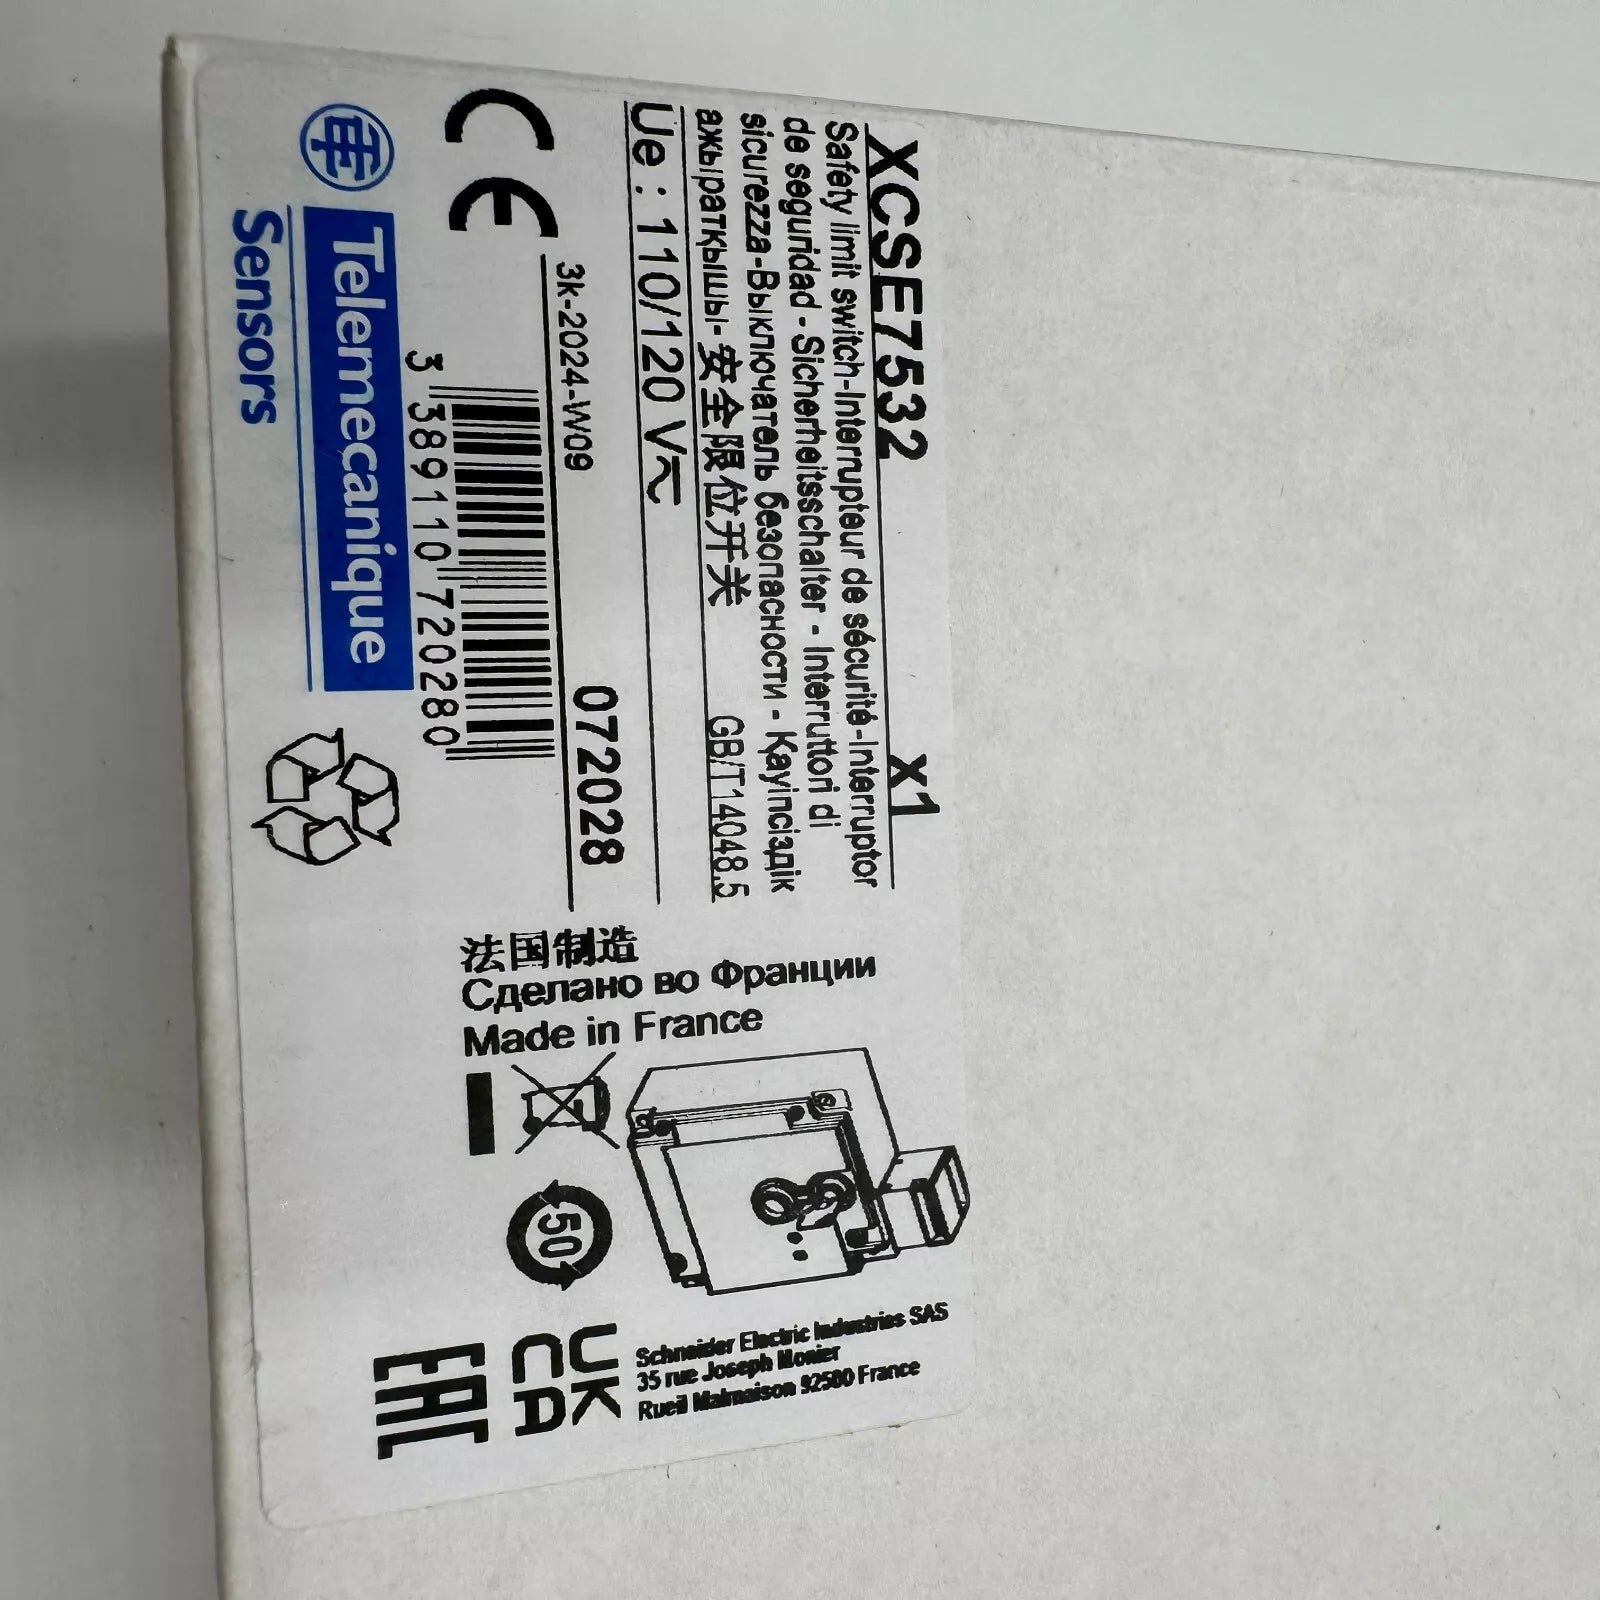 XCSE7532 x1
Safety limit switch-Interrupteur de sécurité-Interruptor
de seguridad - Sicherheitsschalter - Interruttori di
sicurezza-Выключатель безопасности - Қауіпсіздік
ажыратқышы- 安全限位开关 GB/T14048.5
Ue : 110/120 V
3k-2024-W09 072028
CE
3 389110 720280
Telemecanique
Sensors
法国制造
Сделано во Франции
Made in France
50
Schneider Electric Industries SAS
35 rue Joseph Monier
Rueil Malmaison 92500 France
UK
CA
EAC